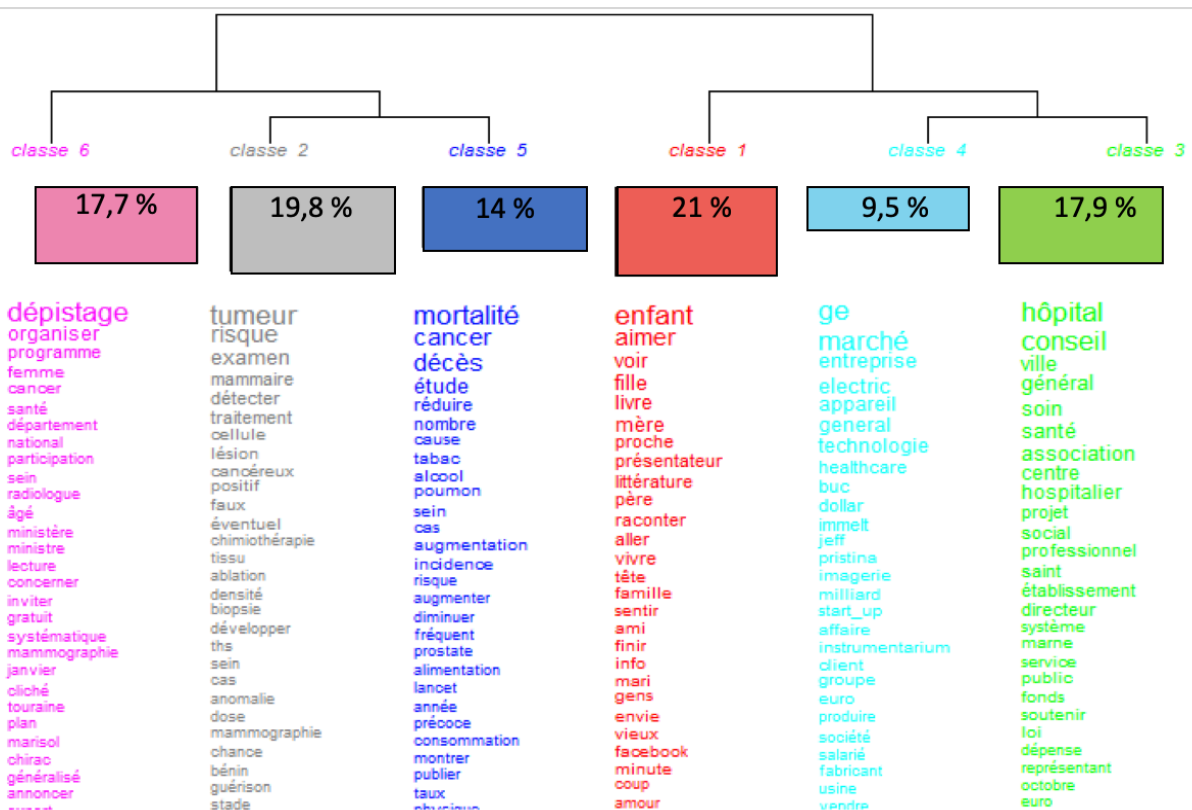 classe 6
classe 2
classe 5
classe 1
classe 4
classe 3
17,7 %
19,8 %
14 %
21 %
9,5 %
17,9 %
dépistage
organiser
programme
femme
cancer
santé
département
national
participation
sein
radiologue
âgé
ministère
ministre
lecture
concerner
inviter
gratuit
systématique
mammographie
janvier
cliché
touraine
plan
marisol
chirac
généralisé
annoncer
tumeur
risque
examen
mammaire
détecter
traitement
cellule
lésion
cancéreux
positif
faux
éventuel
chimiothérapie
tissu
ablation
densité
biopsie
développer
ths
sein
cas
anomalie
dose
mammographie
chance
bénin
guérison
stade
mortalité
cancer
décès
étude
réduire
nombre
cause
tabac
alcool
poumon
sein
cas
augmentation
incidence
risque
augmenter
diminuer
fréquent
prostate
alimentation
lancet
année
précoce
consommation
montrer
publier
taux
physique
enfant
aimer
voir
fille
livre
mère
proche
présentateur
littérature
père
raconter
aller
vivre
tête
famille
sentir
ami
finir
info
mari
gens
envie
vieux
facebook
minute
coup
amour
ge
marché
entreprise
electric
appareil
general
technologie
healthcare
buc
dollar
immelt
jeff
pristina
imagerie
milliard
start_up
affaire
instrumentarium
client
groupe
euro
produire
société
salarié
fabricant
usine
vendre
hôpital
conseil
ville
général
soin
santé
association
centre
hospitalier
projet
social
professionnel
saint
établissement
directeur
système
marne
service
public
fonds
soutenir
loi
dépense
représentant
octobre
euro